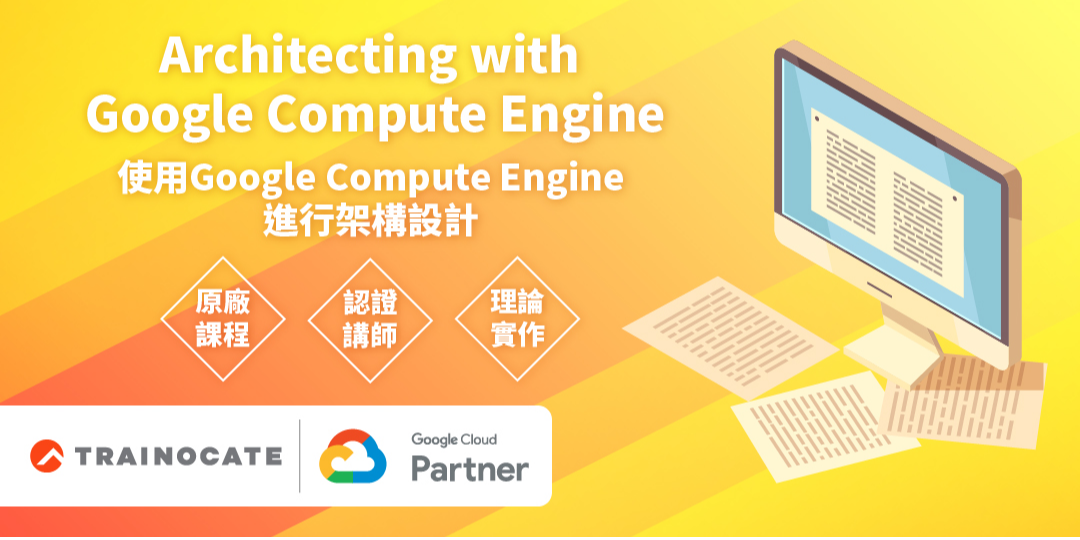 Architecting with
Google Compute Engine
使用Google Compute Engine
進行架構設計
原廠
課程
認證
講師
理論
實作
TRAINOCATE
Google Cloud
Partner